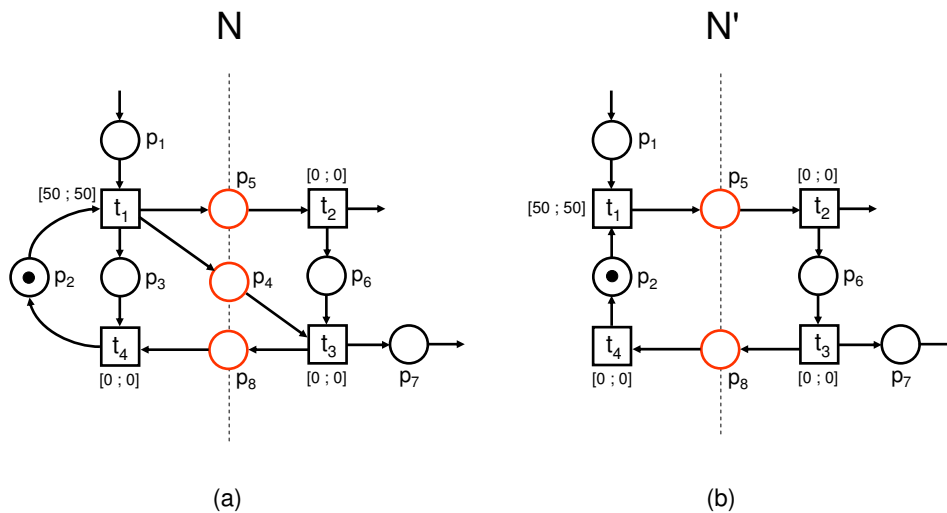 N
N'
p1
p1
[50 ; 50]
t1
p5
[0 ; 0]
t2
[50 ; 50]
t1
p5
[0 ; 0]
t2
p2
p3
p4
p6
p2
p6
t4
p8
t3
p7
t4
p8
t3
p7
[0 ; 0]
[0 ; 0]
[0 ; 0]
[0 ; 0]
(a)
(b)